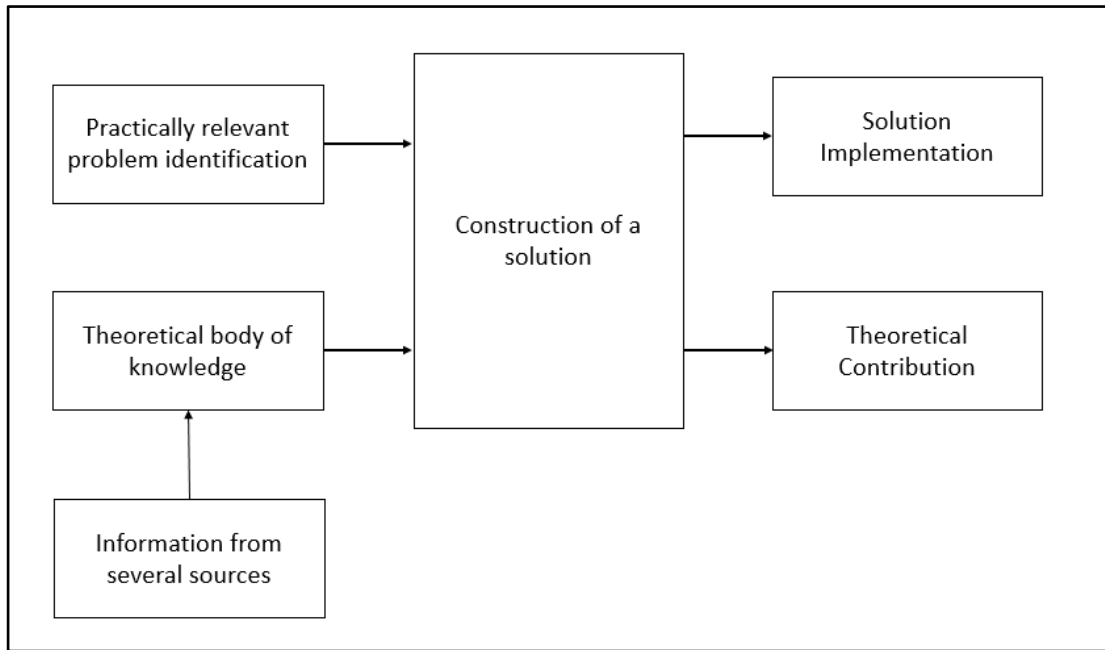 Practically relevant
problem identification
Theoretical body of
knowledge
Information from
several sources
Construction of a
solution
Solution
Implementation
Theoretical
Contribution